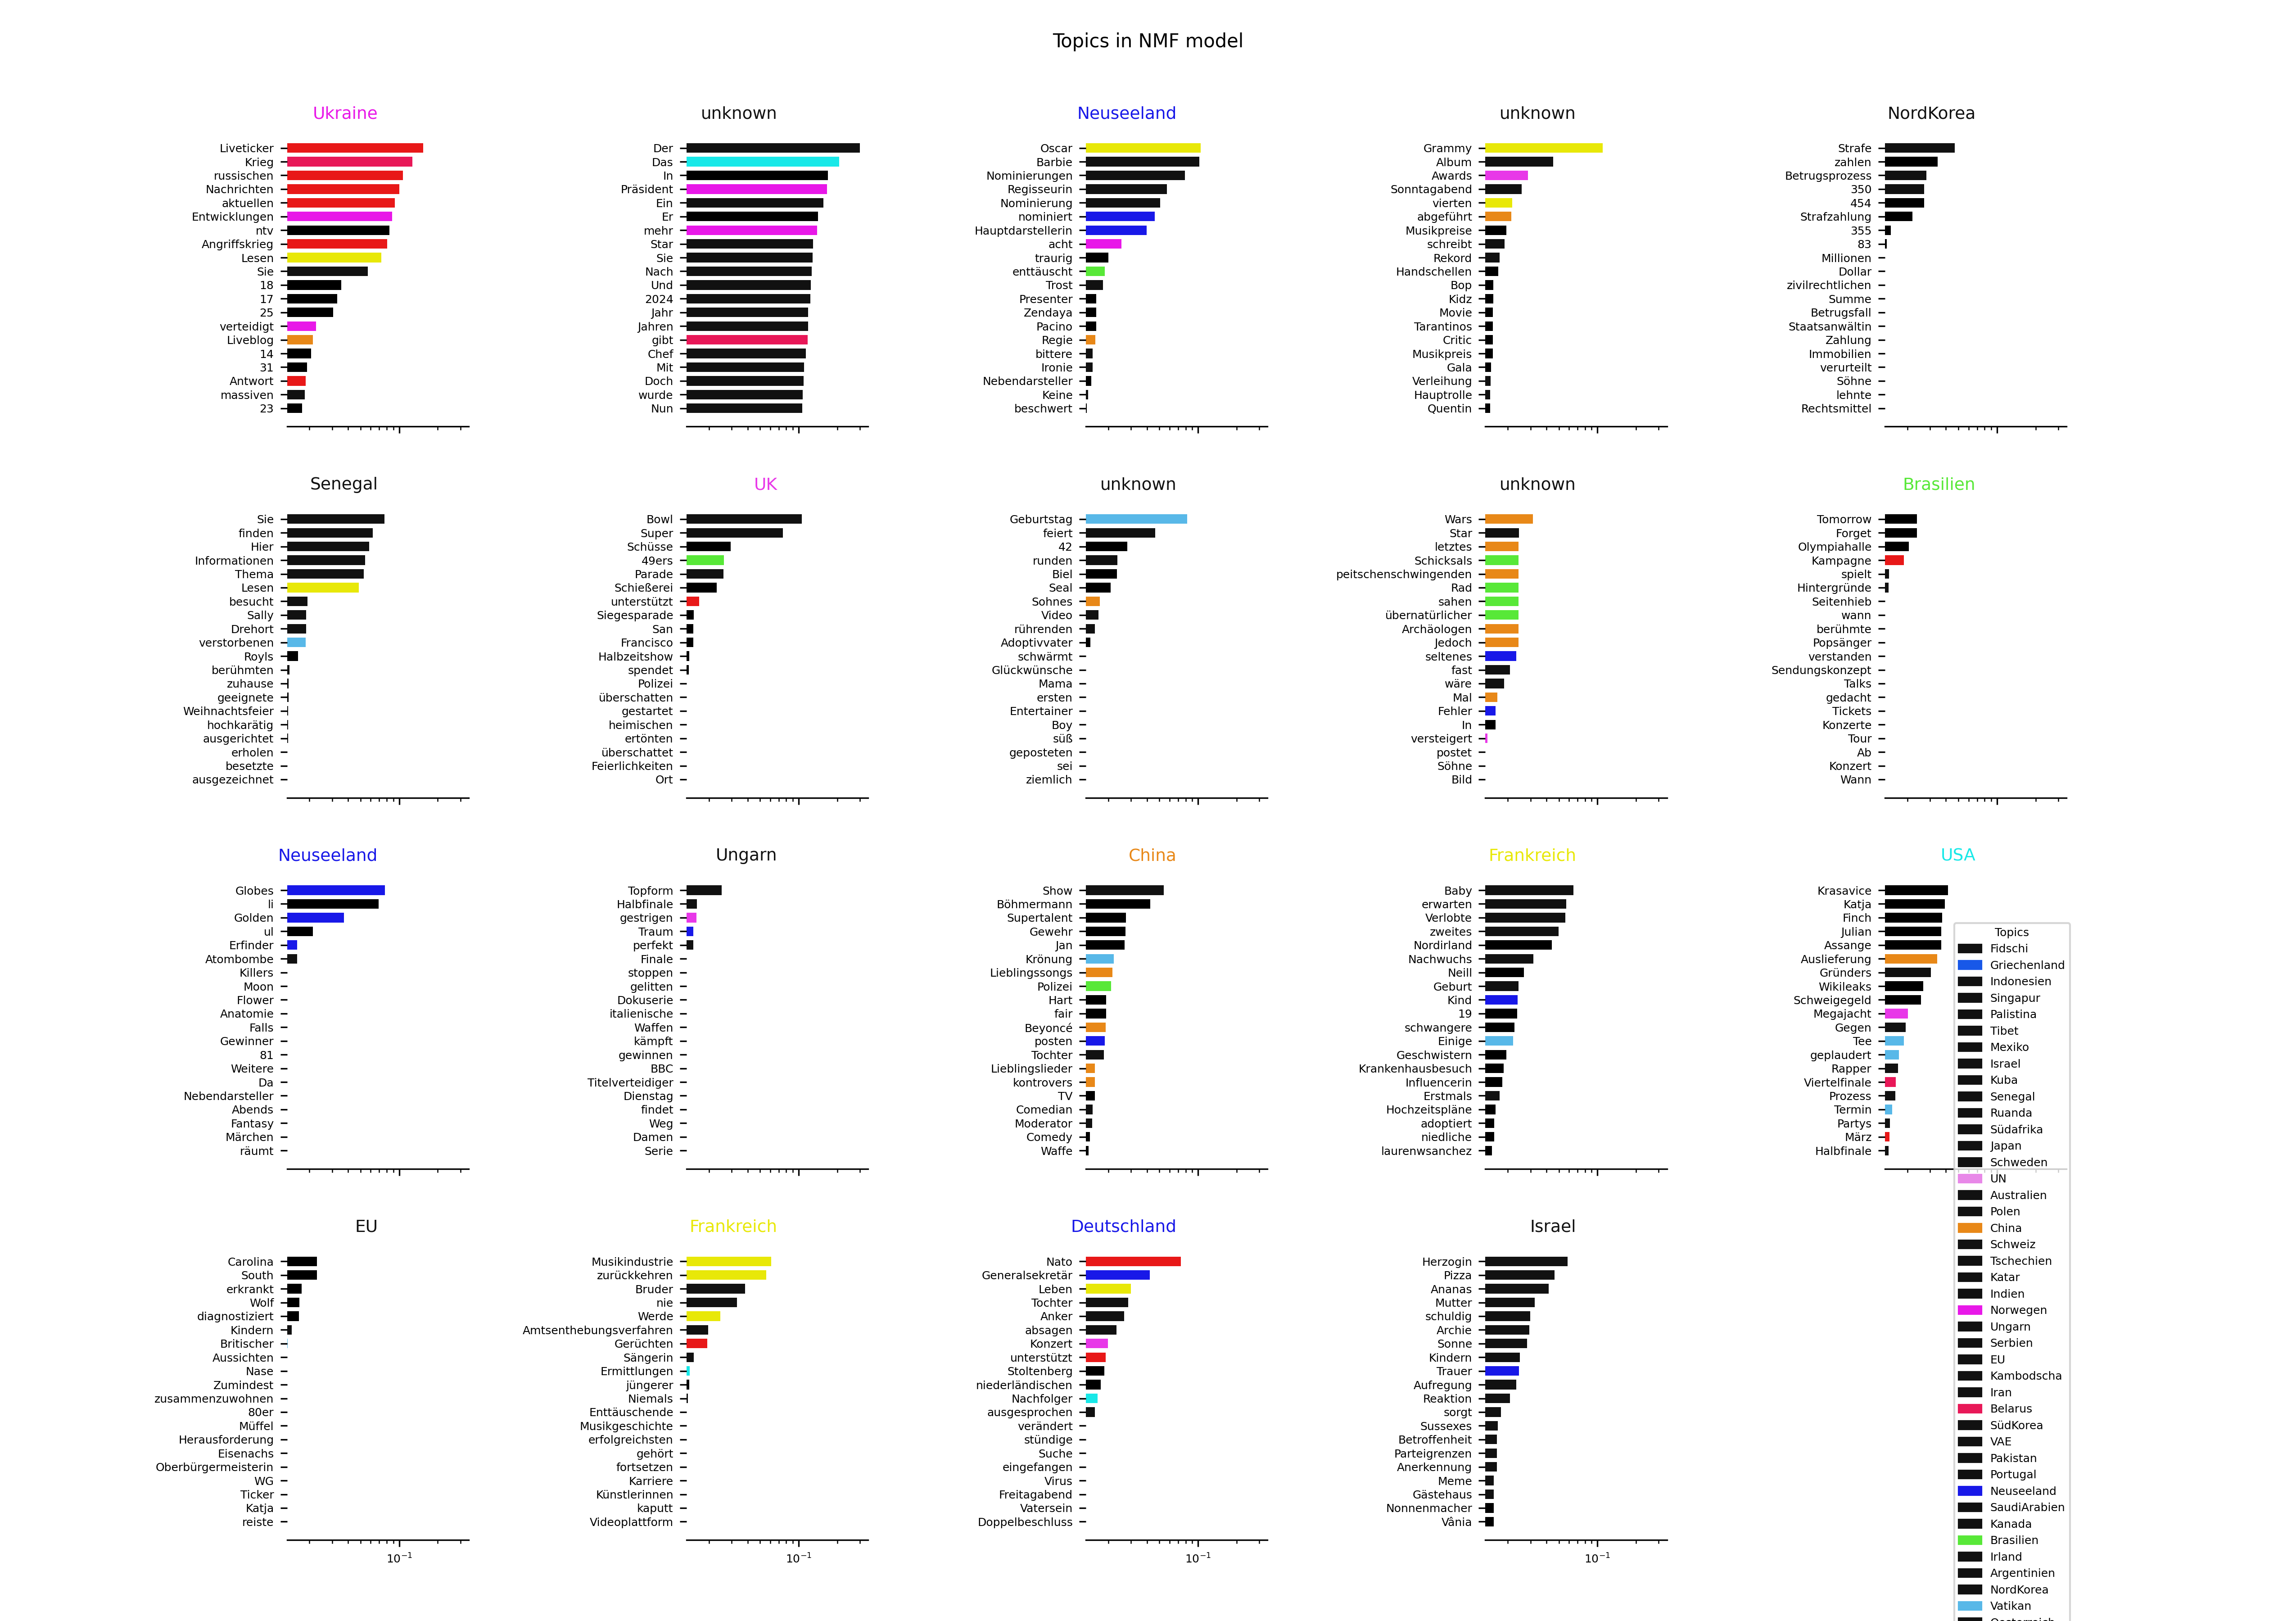 Topics in NMF model
Ukraine
Liveticker
Krieg
russischen
Nachrichten
aktuellen
Entwicklungen
ntv
Angriffskrieg
Lesen
Sie
18
17
25
verteidigt
Liveblog
14
31
Antwort
massiven
23
unknown
Der
Das
In
Präsident
Ein
Er
mehr
Star
Sie
Nach
Und
2024
Jahr
Jahren
gibt
Chef
Mit
Doch
wurde
Nun
Neuseeland
Oscar
Barbie
Nominierungen
Regisseurin
Nominierung
nominiert
Hauptdarstellerin
acht
traurig
enttäuscht
Trost
Presenter
Zendaya
Pacino
Regie
bittere
Ironie
Nebendarsteller
Keine
beschwert
unknown
Grammy
Album
Awards
Sonntagabend
vierten
abgeführt
Musikpreise
schreibt
Rekord
Handschellen
Bop
Kidz
Movie
Tarantinos
Critic
Musikpreis
Gala
Verleihung
Hauptrolle
Quentin
NordKorea
Strafe
zahlen
Betrugsprozess
350
454
Strafzahlung
355
83
Millionen
Dollar
zivilrechtlichen
Summe
Betrugsfall
Staatsanwältin
Zahlung
Immobilien
verurteilt
Söhne
lehnte
Rechtsmittel
Senegal
Sie
finden
Hier
Informationen
Thema
Lesen
besucht
Sally
Drehort
verstorbenen
Royls
berühmten
zuhause
geeignete
Weihnachtsfeier
hochkarätig
ausgerichtet
erholen
besetzte
ausgezeichnet
UK
Bowl
Super
Schüsse
49ers
Parade
Schießerei
unterstützt
Siegesparade
San
Francisco
Halbzeitshow
spendet
Polizei
überschatten
gestartet
heimischen
ertönten
überschattet
Feierlichkeiten
Ort
unknown
Geburtstag
feiert
42
runden
Biel
Seal
Sohnes
Video
rührenden
Adoptivvater
schwärmt
Glückwünsche
Mama
ersten
Entertainer
Boy
süß
geposteten
sei
ziemlich
unknown
Wars
Star
letztes
Schicksals
peitschenschwingenden
Rad
sahen
übernatürlicher
Archäologen
Jedoch
seltenes
fast
wäre
Mal
Fehler
In
versteigert
postet
Söhne
Bild
Brasilien
Tomorrow
Forget
Olympiahalle
Kampagne
spielt
Hintergründe
Seitenhieb
wann
berühmte
Popsänger
verstanden
Sendungskonzept
Talks
gedacht
Tickets
Konzerte
Tour
Ab
Konzert
Wann
Neuseeland
Globes
li
Golden
ul
Erfinder
Atombombe
Killers
Moon
Flower
Anatomie
Falls
Gewinner
81
Weitere
Da
Nebendarsteller
Abends
Fantasy
Märchen
räumt
Ungarn
Topform
Halbfinale
gestrigen
Traum
perfekt
Finale
stoppen
gelitten
Dokuserie
italienische
Waffen
kämpft
gewinnen
BBC
Titelverteidiger
Dienstag
findet
Weg
Damen
Serie
China
Show
Böhmermann
Supertalent
Gewehr
Jan
Krönung
Lieblingssongs
Polizei
Hart
fair
Beyoncé
posten
Tochter
Lieblingslieder
kontrovers
TV
Comedian
Moderator
Comedy
Waffe
Frankreich
Baby
erwarten
Verlobte
zweites
Nordirland
Nachwuchs
Neill
Geburt
Kind
19
schwangere
Einige
Geschwistern
Krankenhausbesuch
Influencerin
Erstmals
Hochzeitspläne
adoptiert
niedliche
laurenwsanchez
USA
Krasavice
Katja
Finch
Julian
Assange
Auslieferung
Gründers
Wikileaks
Schweigegeld
Megajacht
Gegen
Tee
geplaudert
Rapper
Viertelfinale
Prozess
Termin
Partys
März
Halbfinale
EU
Carolina
South
erkrankt
Wolf
diagnostiziert
Kindern
Britischer
Aussichten
Nase
Zumindest
zusammenzuwohnen
80er
Müffel
Herausforderung
Eisenachs
Oberbürgermeisterin
WG
Ticker
Katja
reiste
10⁻¹
Frankreich
Musikindustrie
zurückkehren
Bruder
nie
Werde
Amtsenthebungsverfahren
Gerüchten
Sängerin
Ermittlungen
jüngerer
Niemals
Enttäuschende
Musikgeschichte
erfolgreichsten
gehört
fortsetzen
Karriere
Künstlerinnen
kaputt
Videoplattform
10⁻¹
Deutschland
Nato
Generalsekretär
Leben
Tochter
Anker
absagen
Konzert
unterstützt
Stoltenberg
niederländischen
Nachfolger
ausgesprochen
verändert
stündige
Suche
eingefangen
Virus
Freitagabend
Vatersein
Doppelbeschluss
10⁻¹
Israel
Herzogin
Pizza
Ananas
Mutter
schuldig
Archie
Sonne
Kindern
Trauer
Aufregung
Reaktion
sorgt
Sussexes
Betroffenheit
Parteigrenzen
Anerkennung
Meme
Gästehaus
Nonnenmacher
Vânia
10⁻¹
Topics
Fidschi
Griechenland
Indonesien
Singapur
Palistina
Tibet
Mexiko
Israel
Kuba
Senegal
Ruanda
Südafrika
Japan
Schweden
UN
Australien
Polen
China
Schweiz
Tschechien
Katar
Indien
Norwegen
Ungarn
Serbien
EU
Kambodscha
Iran
Belarus
SüdKorea
VAE
Pakistan
Portugal
Neuseeland
SaudiArabien
Kanada
Brasilien
Irland
Argentinien
NordKorea
Vatikan